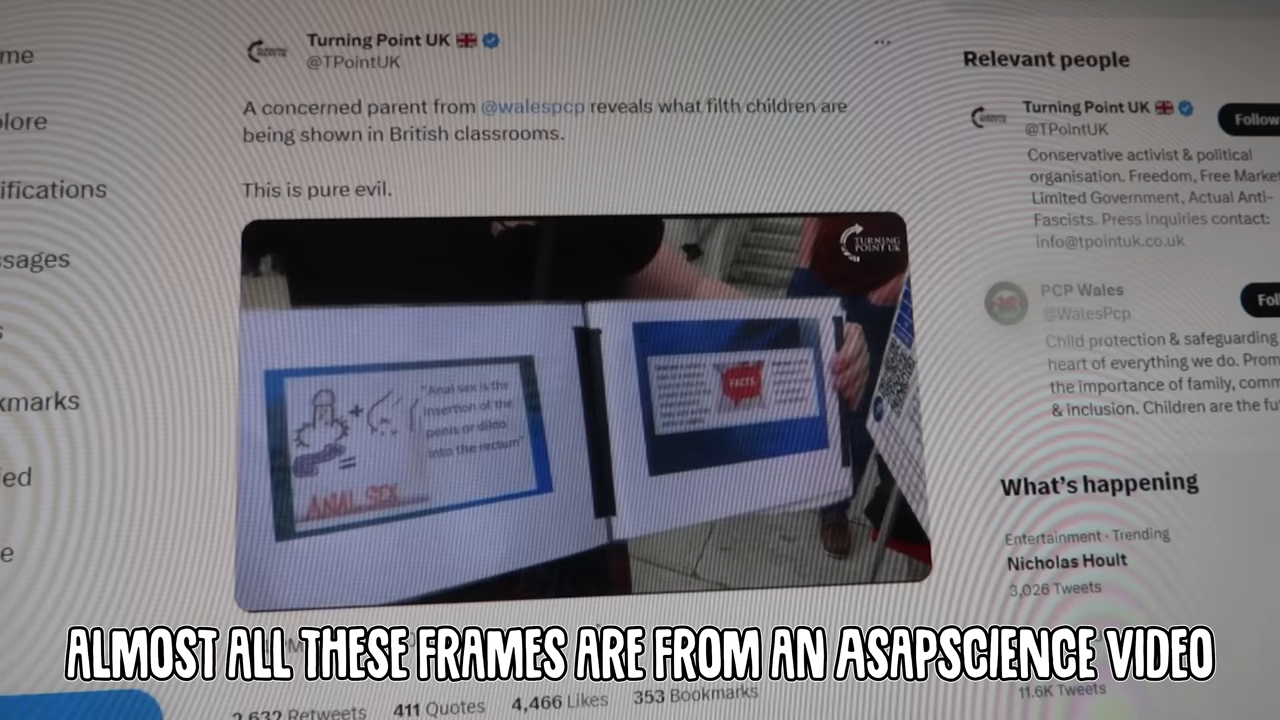 me
lore
ifications
ssages
s
kmarks
ied
e
Turning Point UK
@TPointUK
A concerned parent from @walespcp reveals what filth children are
being shown in British classrooms.
This is pure evil.
TURNING
POINT UK
"Anal sex is the
insertion of the
penis or dildo
into the rectum"
+
=
ANAL SEX
FACTS
ALMOST ALL THESE FRAMES ARE FROM AN ASAPSCIENCE VIDEO
2,632 Retweets 411 Quotes 4,466 Likes 353 Bookmarks
Relevant people
Turning Point UK
@TPointUK
Follow
Conservative activist & political
organisation. Freedom, Free Market
Limited Government, Actual Anti-
Fascists. Press inquiries contact:
info@tpointuk.co.uk
PCP Wales
@WalesPcp
Fol
Child protection & safeguarding
heart of everything we do. Prom
the importance of family, comm
& Inclusion. Children are the fu
What's happening
Entertainment · Trending
Nicholas Hoult
3,026 Tweets
11.6K Tweets